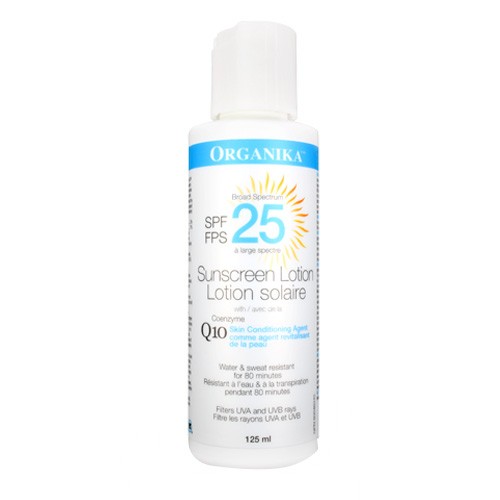 ORGANIKA™
Broad Spectrum
SPF
FPS
25
à large spectre
Sunscreen Lotion
Lotion solaire
with / avec de la
Coenzyme
Q10
Skin Conditioning Agent
comme agent revitalisant
de la peau
Water & sweat resistant
for 80 minutes
Résistant à l'eau & à la transpiration
pendant 80 minutes
Filters UVA and UVB rays
Filtre les rayons UVA et UVB
125 ml